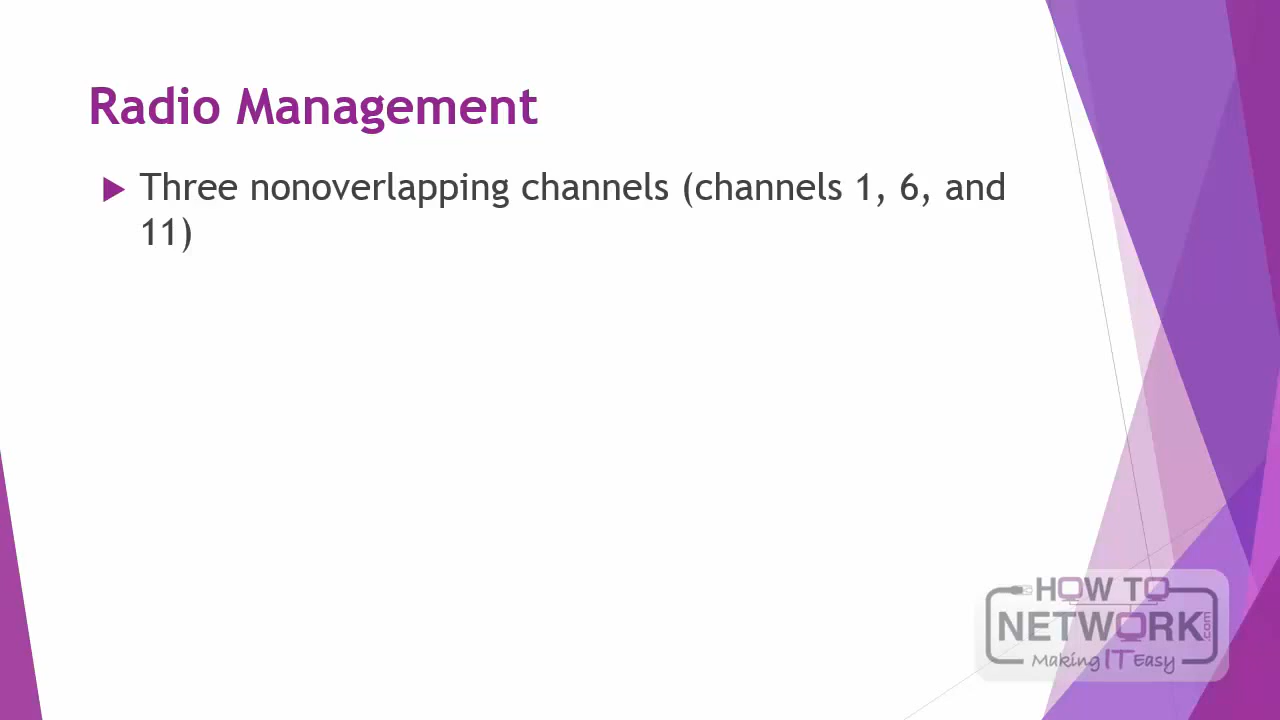 Radio Management
Three nonoverlapping channels (channels 1, 6, and
11)
HOW TO
NETWORK.com
Making IT Easy